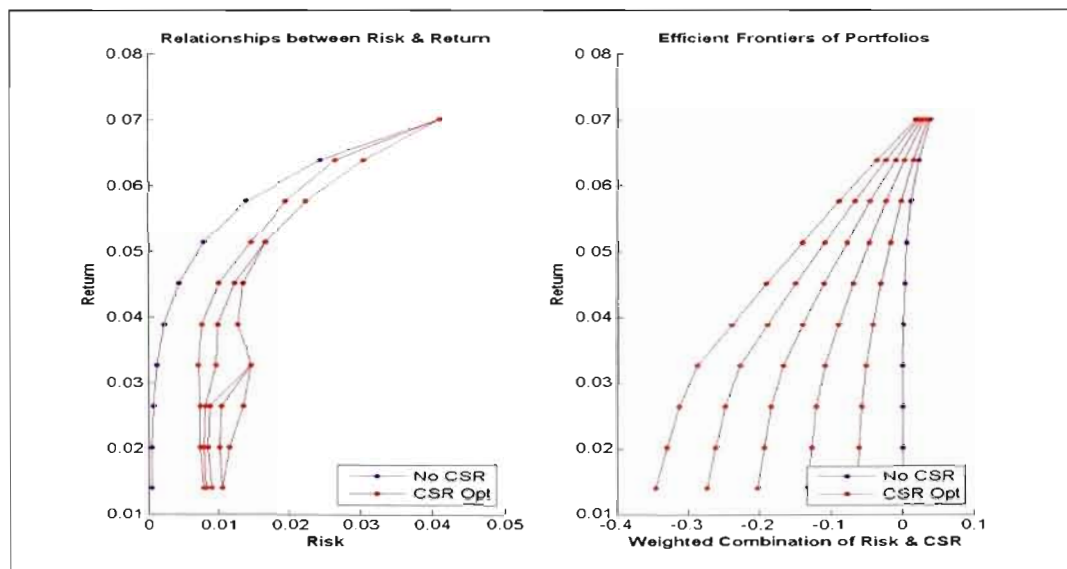 Relationships between Risk & Return
0 08
0 07
0 06
0.05
0.04
0.03
0.02
0.01
Return
0
0.01
0.02
0.03
0.04
0.05
Risk
No CSR
CSR Opt
Efficient Frontiers of Portfolios
0 08
0.07
0 06
0.05
0.04
0.03
0.02
0.01
Return
-0.4
-0.3
-0.2
-0.1
0
0.1
Weighted Combination of Risk & CSR
No CSR
CSR Opt